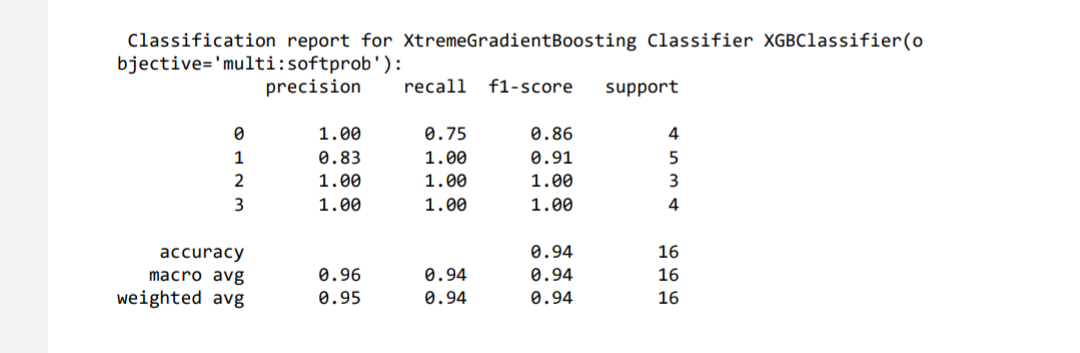 Classification report for XtremeGradientBoosting Classifier XGBClassifier(o
bjective='multi:softprob'):
precision recall f1-score support
0 1.00 0.75 0.86 4
1 0.83 1.00 0.91 5
2 1.00 1.00 1.00 3
3 1.00 1.00 1.00 4
accuracy 0.94 16
macro avg 0.96 0.94 0.94 16
weighted avg 0.95 0.94 0.94 16